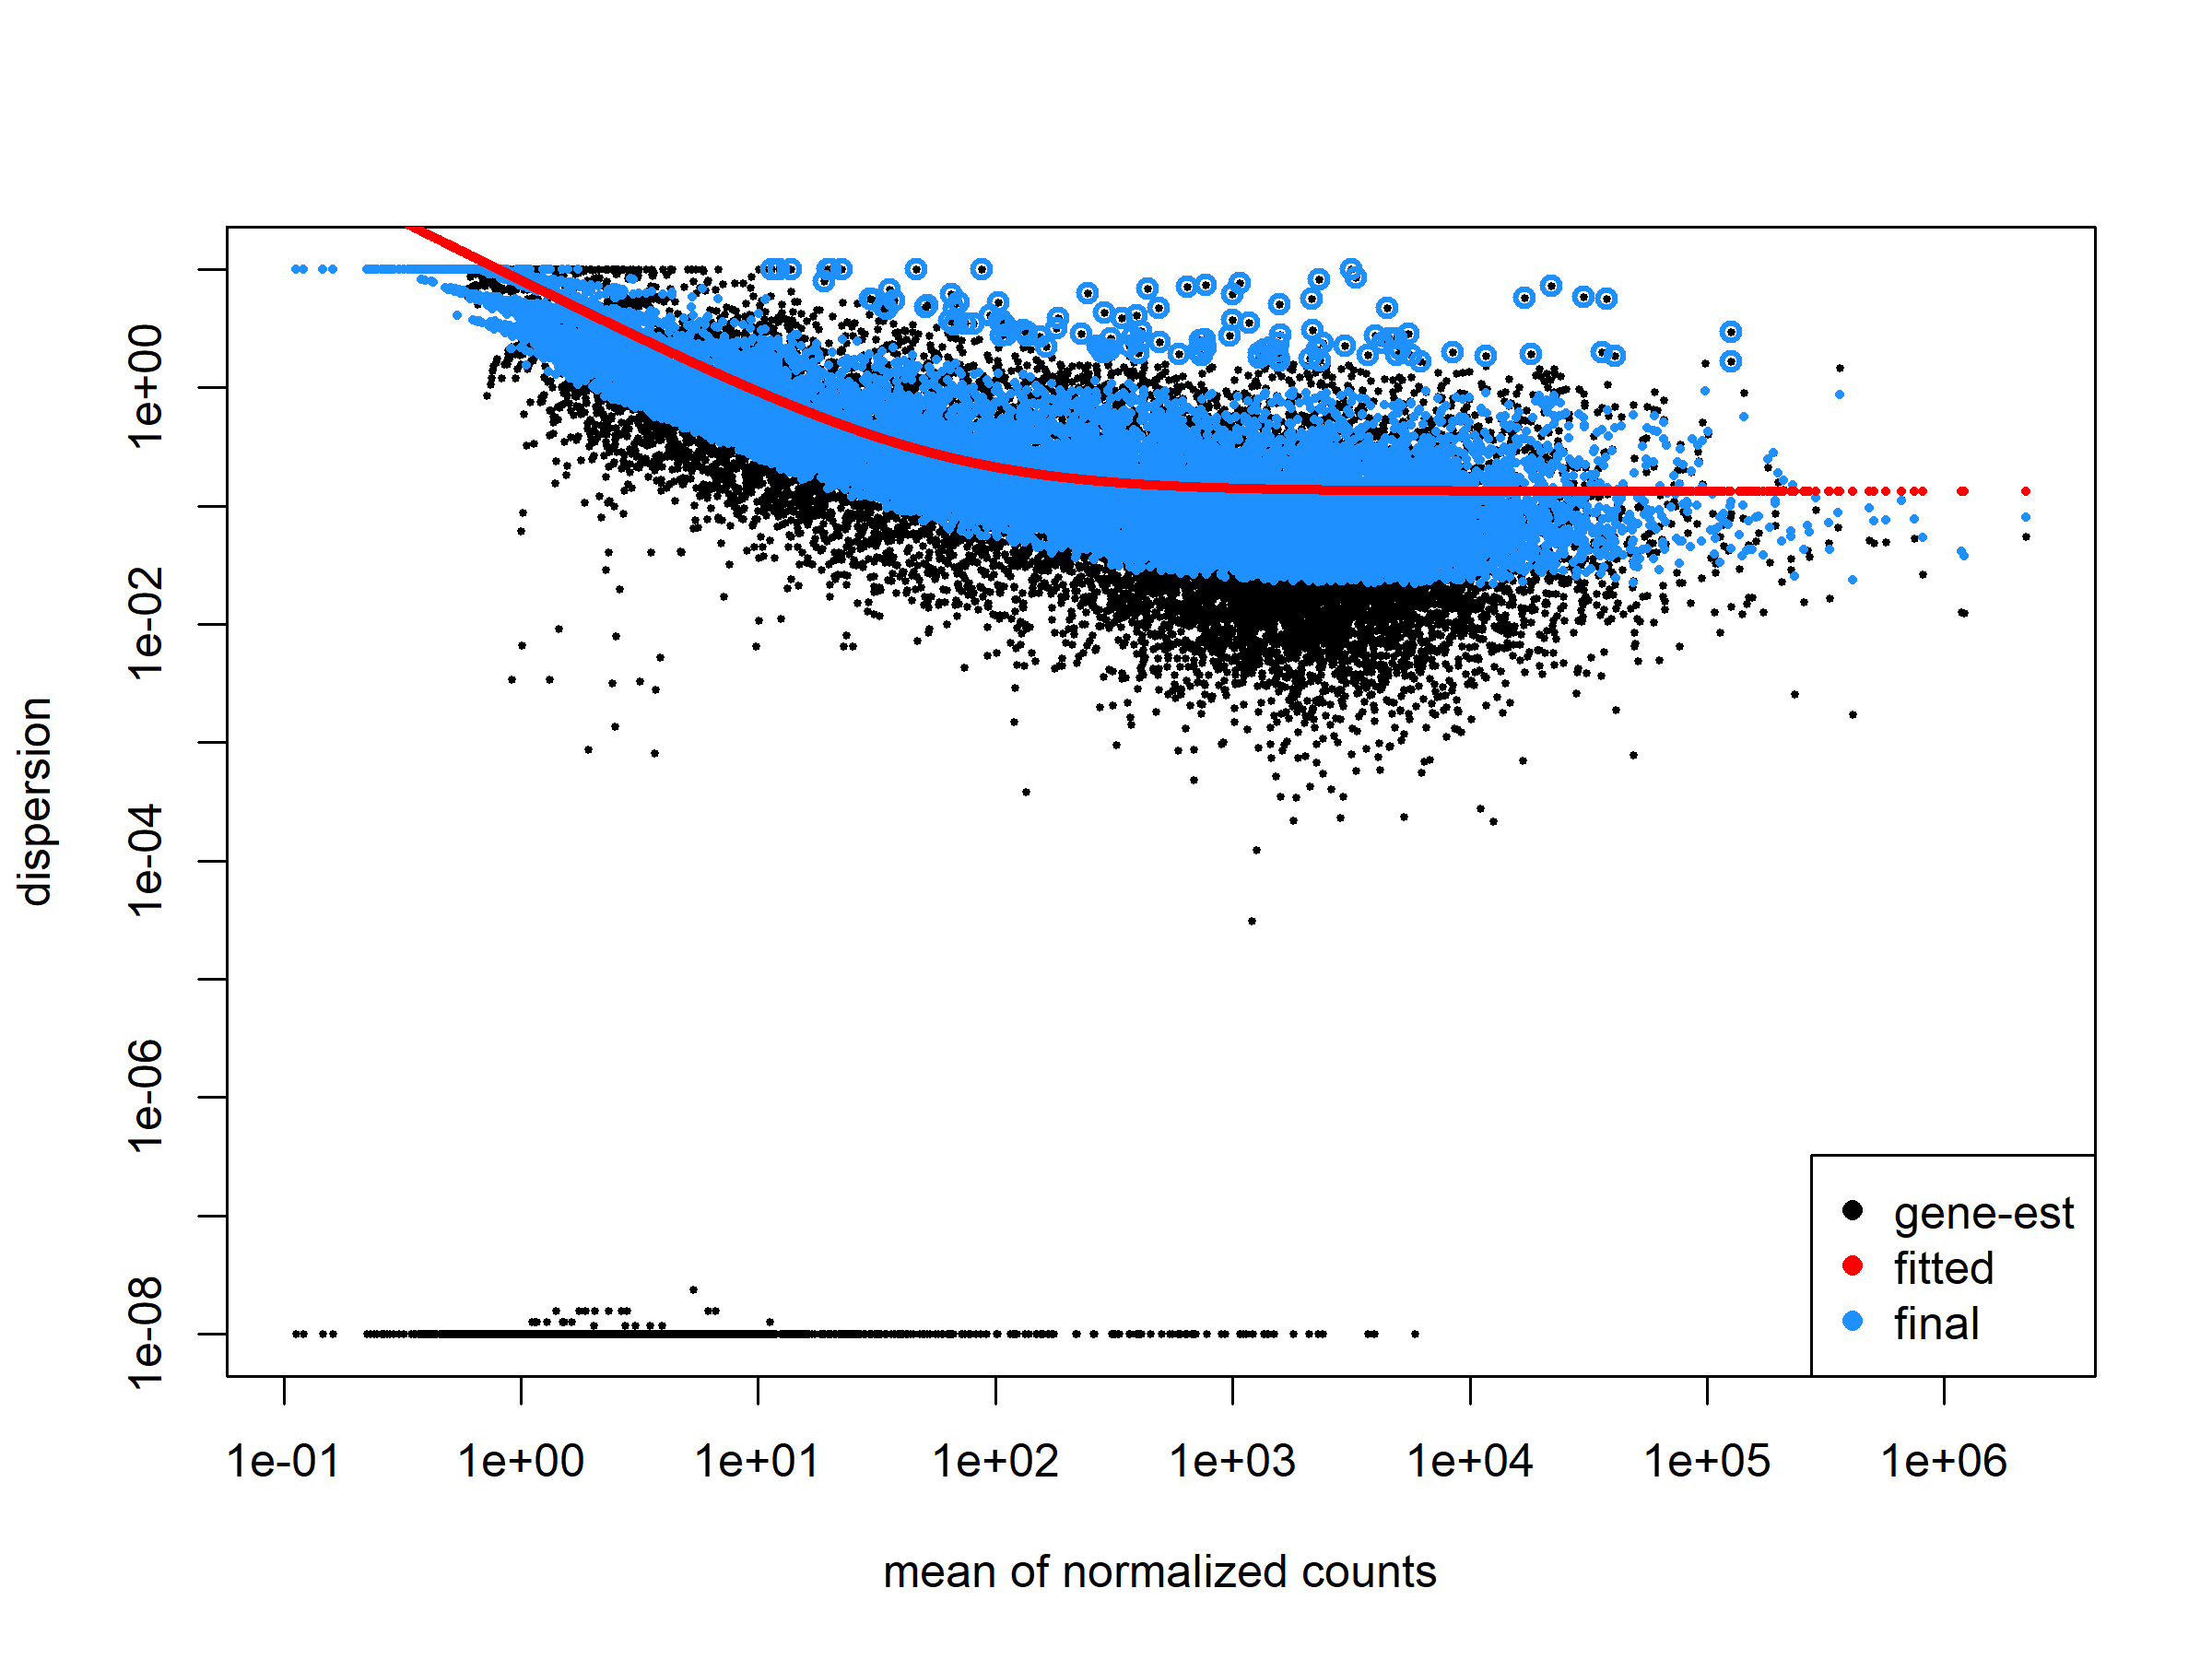 dispersion
1e+00
1e-02
1e-04
1e-06
1e-08
gene-est
fitted
final
1e-01 1e+00 1e+01 1e+02 1e+03 1e+04 1e+05 1e+06
mean of normalized counts